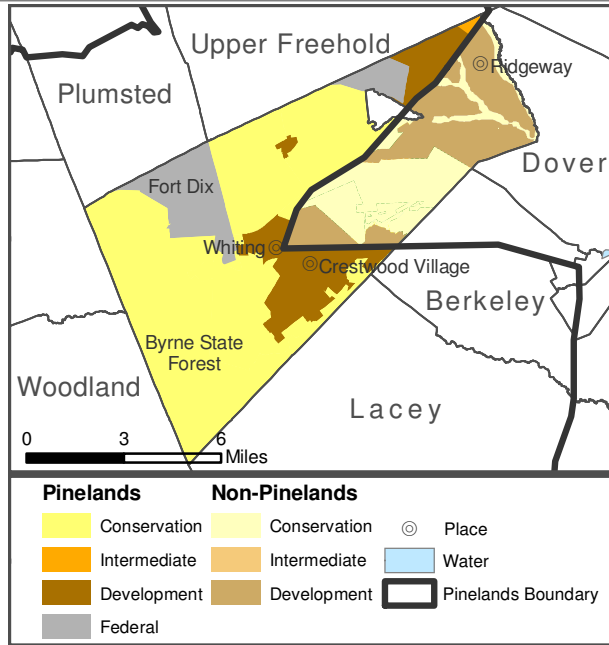 Upper Freehold
Plumsted
Ridgeway
Dover
Fort Dix
Whiting
Crestwood Village
Berkeley
Byrne State
Forest
Woodland
Lacey
0 3 6
Miles
Pinelands Non-Pinelands
Conservation Conservation Place
Intermediate Intermediate Water
Development Development Pinelands Boundary
Federal